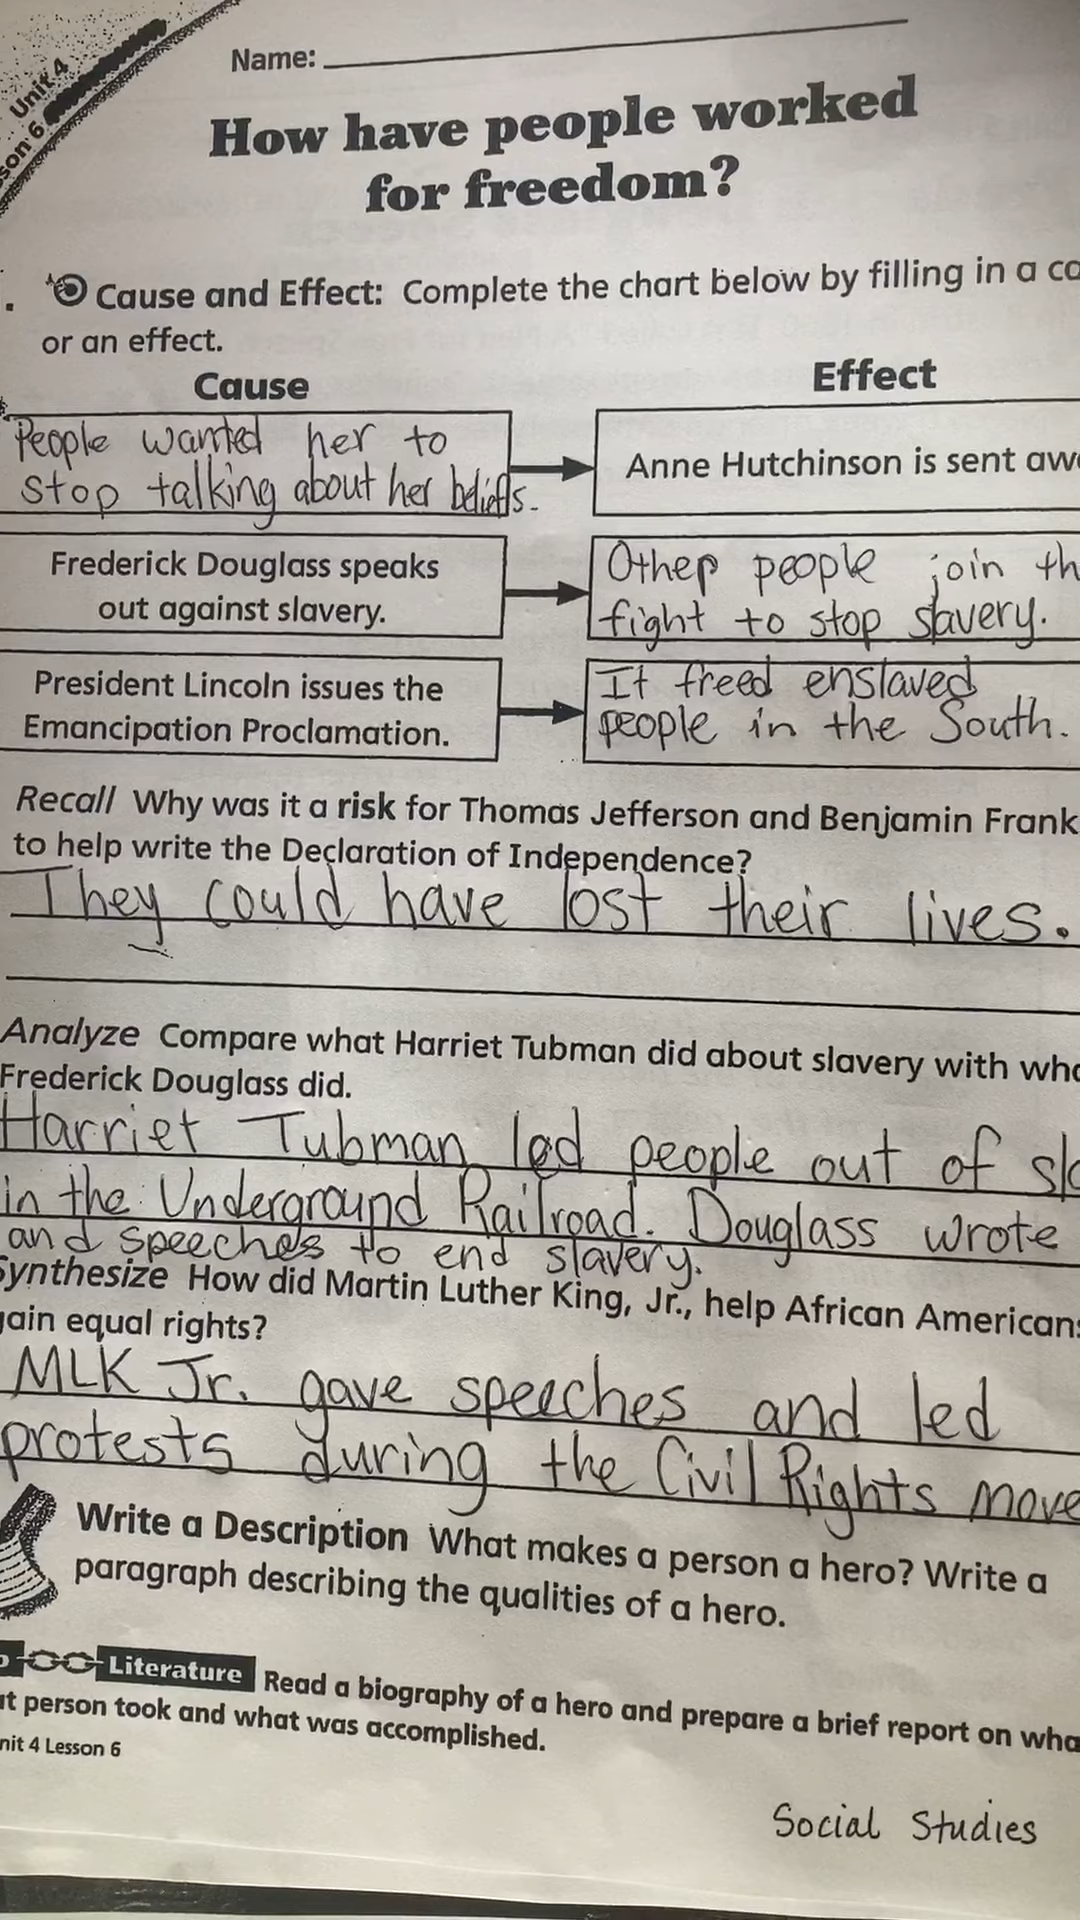 Unit 4
son 6
Name:
How have people worked
for freedom?
Cause and Effect: Complete the chart below by filling in a ca
or an effect.
Cause
Effect
People wanted her to
stop talking about her beliefs.
Anne Hutchinson is sent aw
Frederick Douglass speaks
out against slavery.
Other people join th
fight to stop slavery.
President Lincoln issues the
Emancipation Proclamation.
It freed enslaved
people in the South.
Recall Why was it a risk for Thomas Jefferson and Benjamin Frank
to help write the Declaration of Independence?
They could have lost their lives.
Analyze Compare what Harriet Tubman did about slavery with wha
Frederick Douglass did.
Harriet Tubman led people out of sla
in the Underground Railroad. Douglass wrote
and speeches to end slavery.
Synthesize How did Martin Luther King, Jr., help African Americans
gain equal rights?
MLK Jr. gave speeches and led
protests during the Civil Rights move
Write a Description What makes a person a hero? Write a
paragraph describing the qualities of a hero.
Literature Read a biography of a hero and prepare a brief report on wha
at person took and what was accomplished.
nit 4 Lesson 6
Social Studies